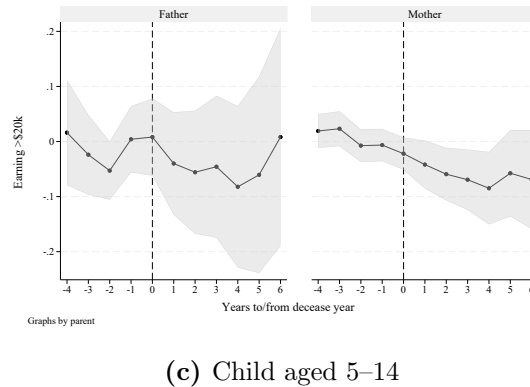 Father Mother
.2
.1
0
-.1
-.2
Earning >$20k
-4 -3 -2 -1 0 1 2 3 4 5 6 -4 -3 -2 -1 0 1 2 3 4 5 6
Years to/from decease year
Graphs by parent
(c) Child aged 5–14